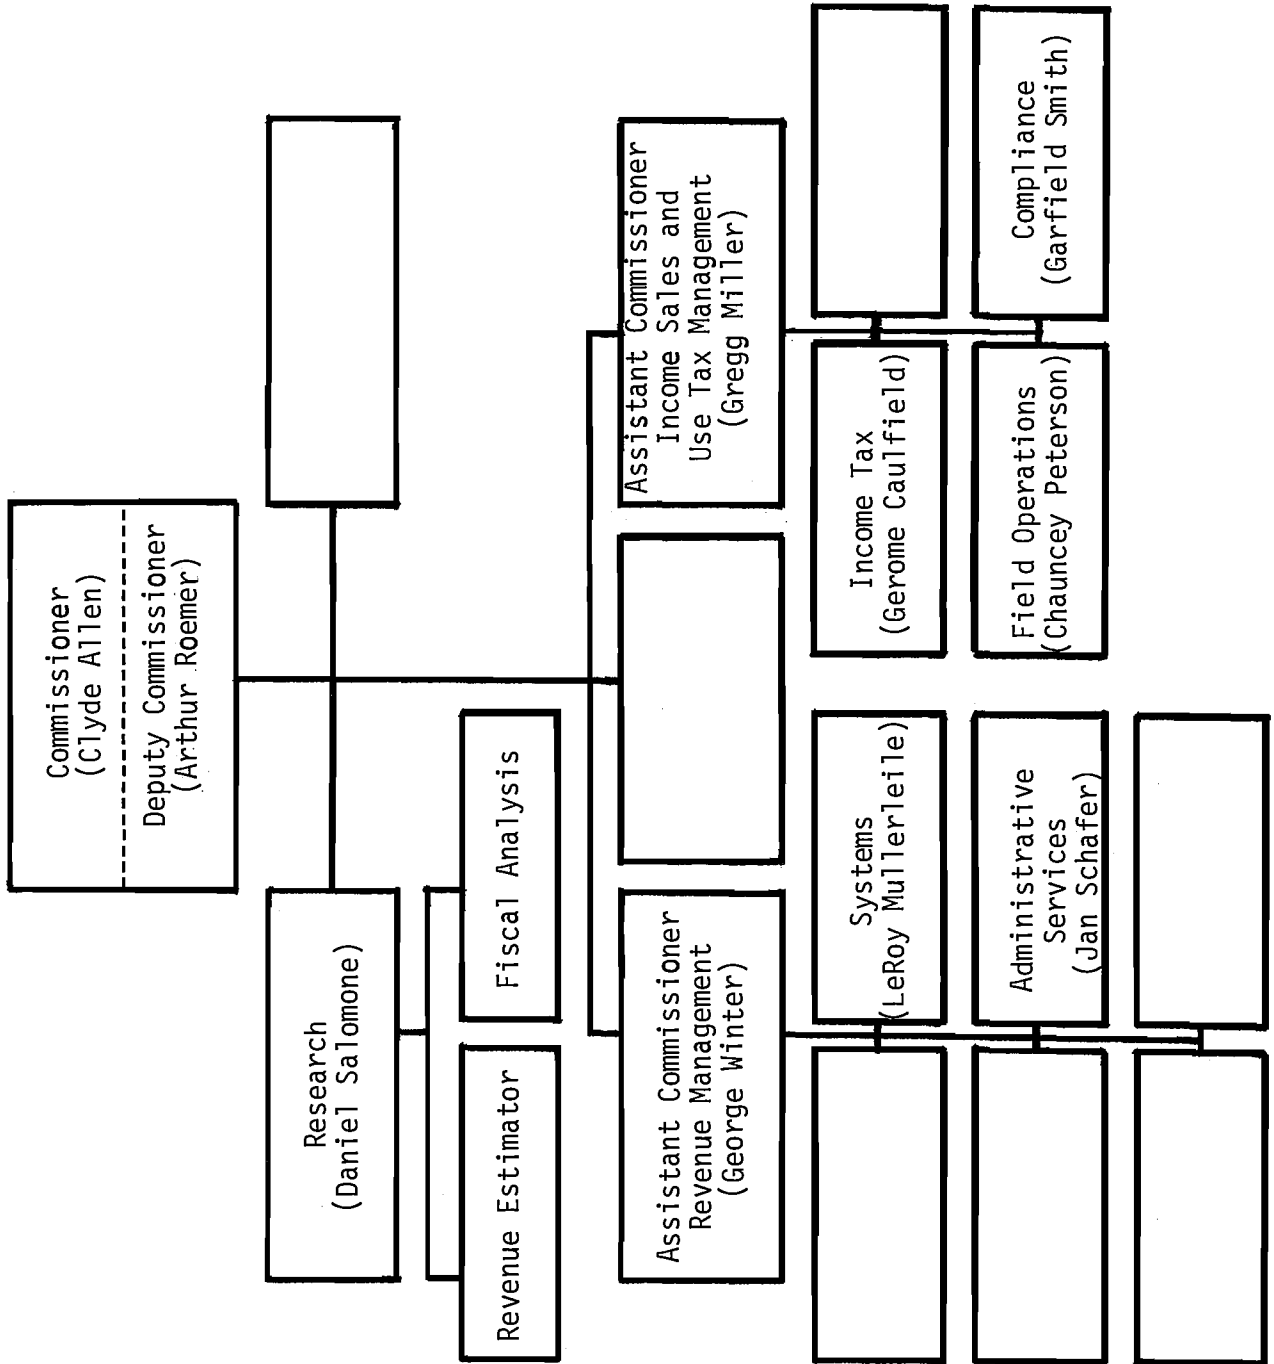 Commissioner
(Clyde Allen)
Deputy Commissioner
(Arthur Roemer)
Research
(Daniel Salomone)
Revenue Estimator
Fiscal Analysis
Assistant Commissioner
Revenue Management
(George Winter)
Assistant Commissioner
Income Sales and
Use Tax Management
(Gregg Miller)
Systems
(LeRoy Mullerleile)
Income Tax
(Gerome Caulfield)
Administrative
Services
(Jan Schafer)
Field Operations
(Chauncey Peterson)
Compliance
(Garfield Smith)